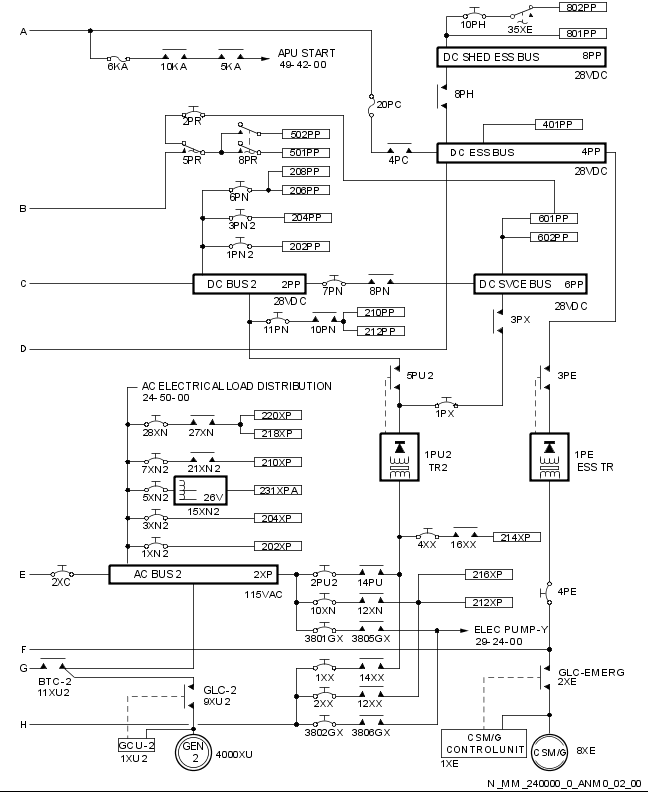 802PP
10PH
35XE
801PP
A
APU START
49-42-00
DC SHED ESS BUS 8PP
6KA 10KA 5KA
28VDC
8PH
20PC
2PR
401PP
502PP
5PR 8PR
501PP
4PC
DC ESS BUS 4PP
208PP
28VDC
6PN
206PP
B
3PN2
204PP
601PP
1PN2
202PP
602PP
C
DC BUS 2 2PP
7PN 8PN
DC SVCE BUS 6PP
28VDC
28VDC
210PP
11PN 10PN
212PP
3PX
D
5PU2
3PE
AC ELECTRICAL LOAD DISTRIBUTION
24-50-00
1PX
220XP
28XN 27XN
218XP
1PU2
TR2
1PE
ESS TR
7XN2 21XN2
210XP
5XN2
26V
231XPA
15XN2
3XN2
204XP
4XX 16XX
214XP
1XN2
202XP
E
2XC
AC BUS 2 2XP
2PU2 14PU
216XP
115VAC
10XN 12XN
212XP
4PE
3801GX 3805GX
ELEC PUMP-Y
29-24-00
F
G
BTC-2
11XU2
1XX 14XX
GLC-EMERG
2XE
GLC-2
9XU2
2XX 12XX
H
3802GX 3806GX
GCU-2
1XU2
GEN
2
4000XU
CSM/G
CONTROL UNIT
1XE
CSM/G
8XE
N_MM_240000_0_ANM0_02_00